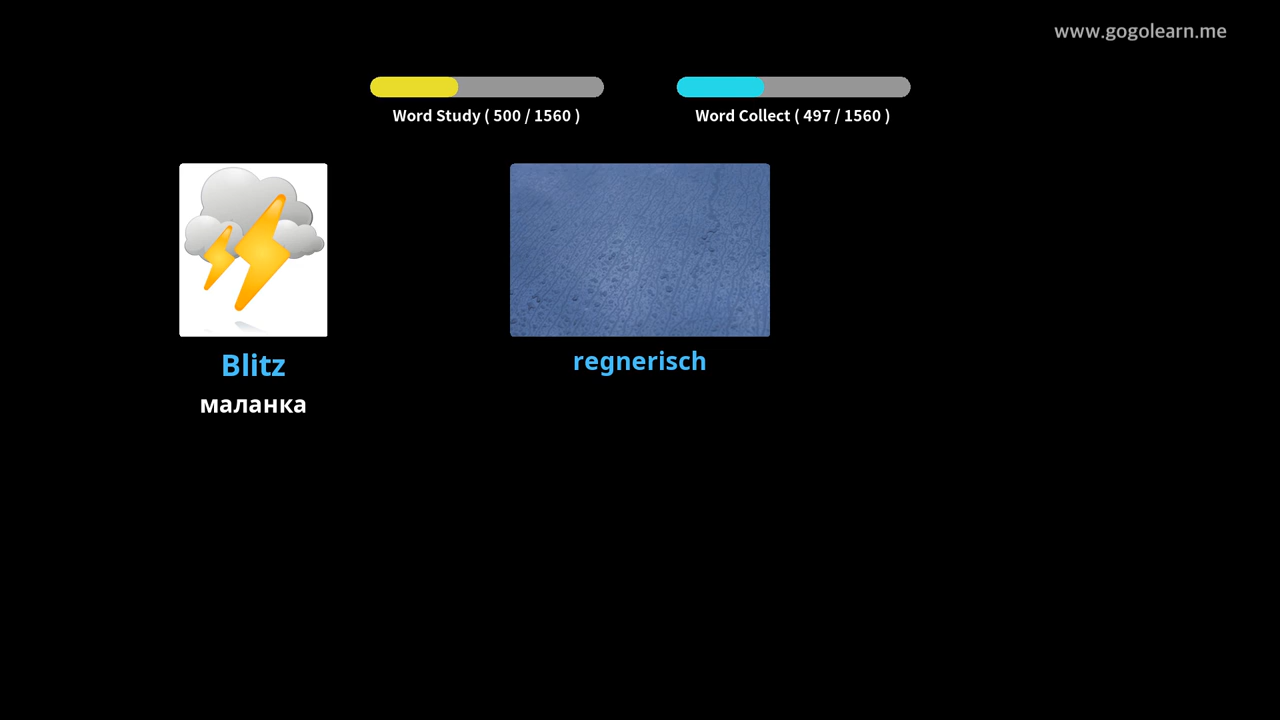 www.gogolearn.me
Word Study ( 500 / 1560 )
Word Collect ( 497 / 1560 )
Blitz
маланка
regnerisch